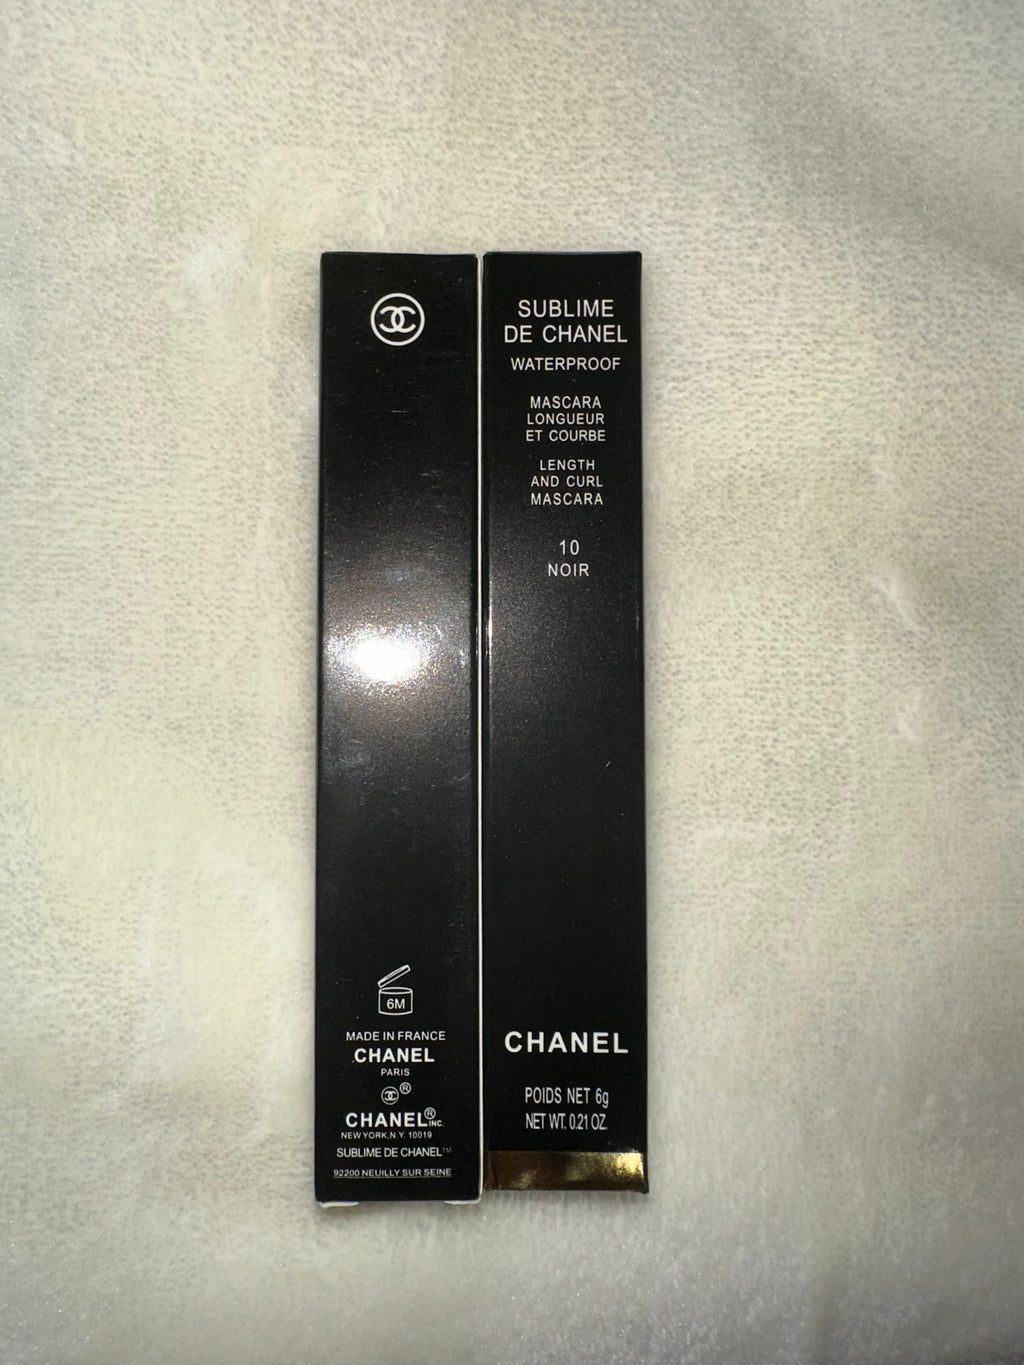 6M
MADE IN FRANCE
CHANEL
PARIS
®
CHANEL® INC.
NEW YORK, N.Y. 10019
SUBLIME DE CHANEL™
92200 NEUILLY SUR SEINE
SUBLIME
DE CHANEL
WATERPROOF
MASCARA
LONGUEUR
ET COURBE
LENGTH
AND CURL
MASCARA
10
NOIR
CHANEL
POIDS NET 6g
NET WT. 0.21 OZ.